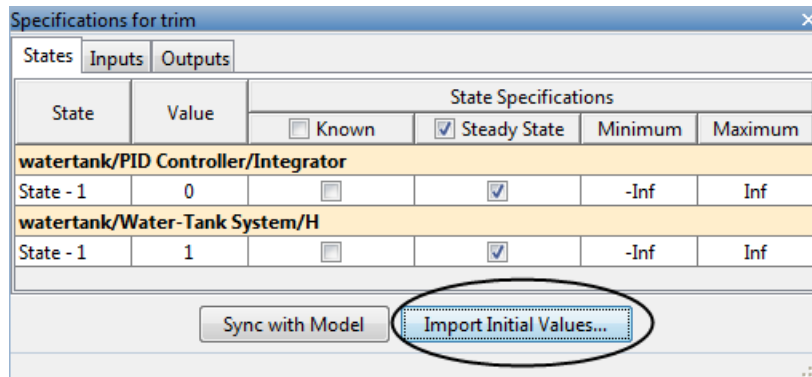 Specifications for trim
States Inputs Outputs
State Value State Specifications
Known Steady State Minimum Maximum
watertank/PID Controller/Integrator
State - 1 0 -Inf Inf
watertank/Water-Tank System/H
State - 1 1 -Inf Inf
Sync with Model Import Initial Values...